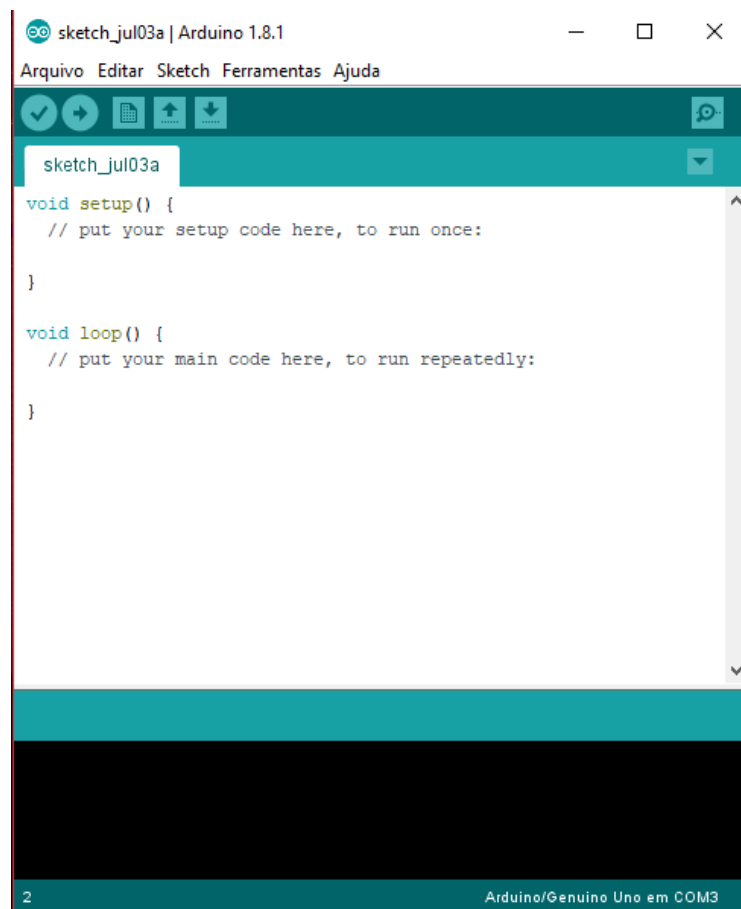 sketch_jul03a | Arduino 1.8.1
Arquivo Editar Sketch Ferramentas Ajuda
sketch_jul03a
void setup() {
// put your setup code here, to run once:
}
void loop() {
// put your main code here, to run repeatedly:
}
2
Arduino/Genuino Uno em COM3